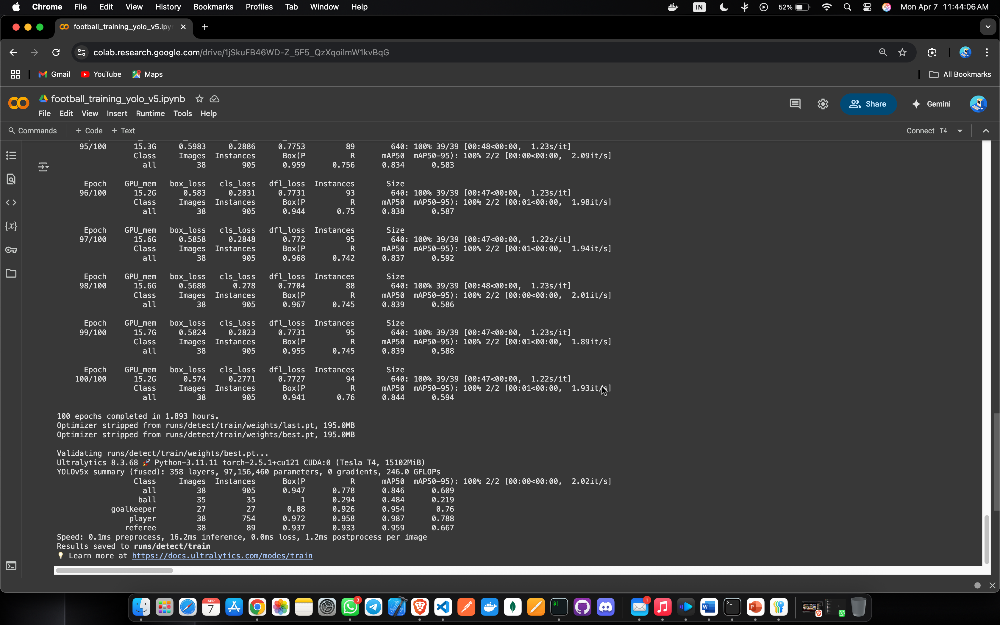 Chrome File Edit View History Bookmarks Profiles Tab Window Help IN 52% Mon Apr 7 11:44:06 AM
football_training_yolo_v5.ipy
colab.research.google.com/drive/1jSkuFB46WD-Z_5F5_QzXqoilmW1kvBqG
Gmail YouTube Maps All Bookmarks
football_training_yolo_v5.ipynb
File Edit View Insert Runtime Tools Help
Share Gemini
Commands + Code + Text Connect T4
95/100 15.3G 0.5983 0.2886 0.7753 89 640: 100% 39/39 [00:48<00:00, 1.23s/it]
Class Images Instances Box(P R mAP50 mAP50-95): 100% 2/2 [00:00<00:00, 2.09it/s]
all 38 905 0.959 0.756 0.834 0.583
Epoch GPU_mem box_loss cls_loss dfl_loss Instances Size
96/100 15.2G 0.583 0.2831 0.7731 93 640: 100% 39/39 [00:47<00:00, 1.23s/it]
Class Images Instances Box(P R mAP50 mAP50-95): 100% 2/2 [00:01<00:00, 1.98it/s]
all 38 905 0.944 0.75 0.838 0.587
Epoch GPU_mem box_loss cls_loss dfl_loss Instances Size
97/100 15.6G 0.5858 0.2848 0.772 95 640: 100% 39/39 [00:47<00:00, 1.22s/it]
Class Images Instances Box(P R mAP50 mAP50-95): 100% 2/2 [00:01<00:00, 1.94it/s]
all 38 905 0.968 0.742 0.837 0.592
Epoch GPU_mem box_loss cls_loss dfl_loss Instances Size
98/100 15.6G 0.5688 0.278 0.7704 88 640: 100% 39/39 [00:48<00:00, 1.23s/it]
Class Images Instances Box(P R mAP50 mAP50-95): 100% 2/2 [00:00<00:00, 2.01it/s]
all 38 905 0.967 0.745 0.839 0.586
Epoch GPU_mem box_loss cls_loss dfl_loss Instances Size
99/100 15.7G 0.5824 0.2823 0.7731 95 640: 100% 39/39 [00:47<00:00, 1.23s/it]
Class Images Instances Box(P R mAP50 mAP50-95): 100% 2/2 [00:01<00:00, 1.89it/s]
all 38 905 0.955 0.745 0.839 0.588
Epoch GPU_mem box_loss cls_loss dfl_loss Instances Size
100/100 15.2G 0.574 0.2771 0.7727 94 640: 100% 39/39 [00:47<00:00, 1.22s/it]
Class Images Instances Box(P R mAP50 mAP50-95): 100% 2/2 [00:01<00:00, 1.93it/s]
all 38 905 0.941 0.76 0.844 0.594
100 epochs completed in 1.893 hours.
Optimizer stripped from runs/detect/train/weights/last.pt, 195.0MB
Optimizer stripped from runs/detect/train/weights/best.pt, 195.0MB
Validating runs/detect/train/weights/best.pt...
Ultralytics 8.3.68 🚀 Python-3.11.11 torch-2.5.1+cu121 CUDA:0 (Tesla T4, 15102MiB)
YOLOv5x summary (fused): 358 layers, 97,156,460 parameters, 0 gradients, 246.0 GFLOPs
Class Images Instances Box(P R mAP50 mAP50-95): 100% 2/2 [00:00<00:00, 2.02it/s]
all 38 905 0.947 0.778 0.846 0.609
ball 35 35 1 0.294 0.484 0.219
goalkeeper 27 27 0.88 0.926 0.954 0.76
player 38 754 0.972 0.958 0.987 0.788
referee 38 89 0.937 0.933 0.959 0.667
Speed: 0.1ms preprocess, 16.2ms inference, 0.0ms loss, 1.2ms postprocess per image
Results saved to runs/detect/train
💡 Learn more at https://docs.ultralytics.com/modes/train
APR 7 3 1